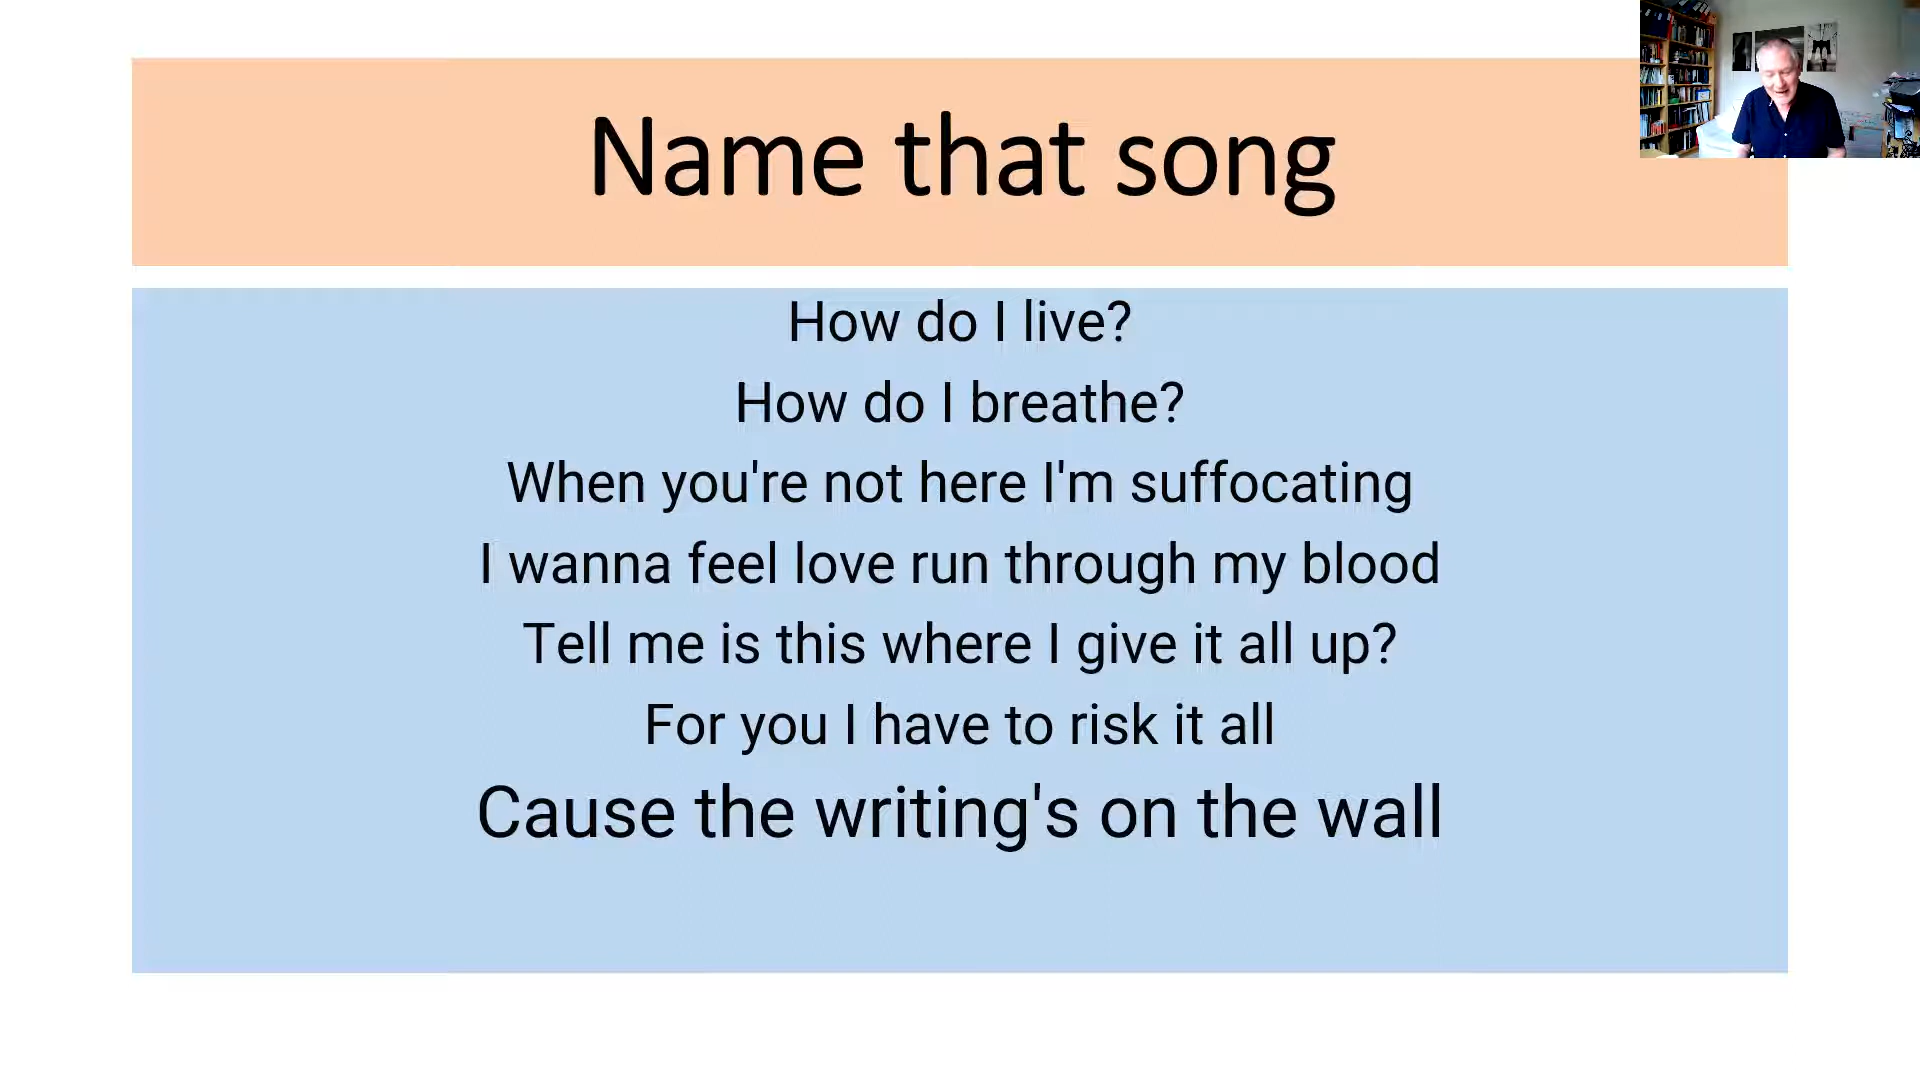 Name that song
How do I live?
How do I breathe?
When you're not here I'm suffocating
I wanna feel love run through my blood
Tell me is this where I give it all up?
For you I have to risk it all
Cause the writing's on the wall